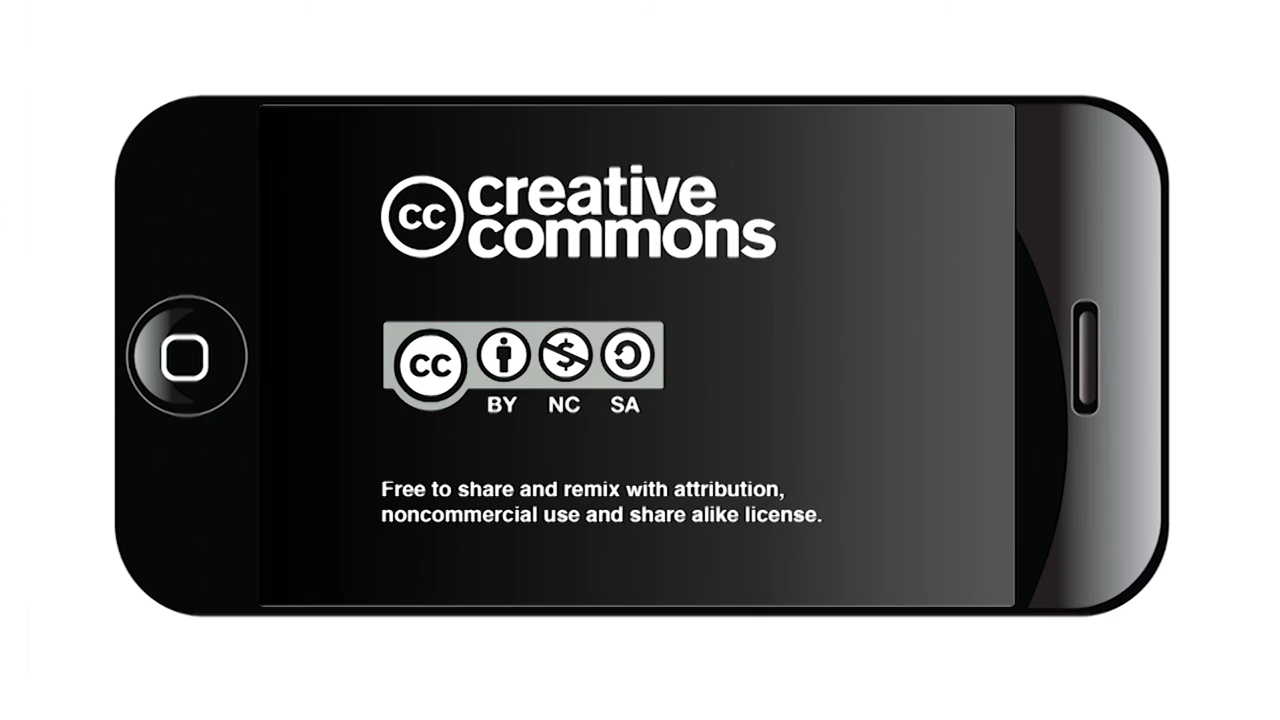 cc creative
commons
cc
BY NC SA
Free to share and remix with attribution,
noncommercial use and share alike license.